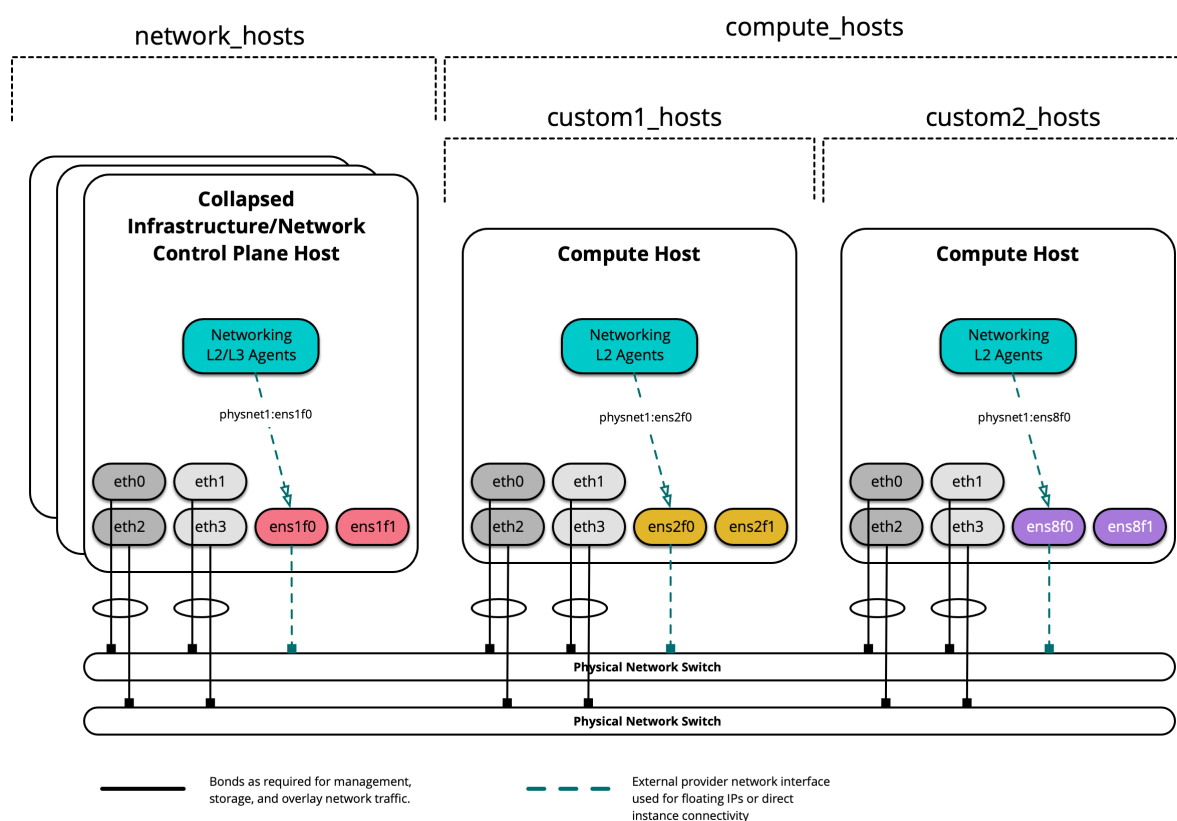 network_hosts
compute_hosts
custom1_hosts
custom2_hosts
Collapsed
Infrastructure/Network
Control Plane Host
Networking
L2/L3 Agents
physnet1:ens1f0
eth0
eth1
eth2
eth3
ens1f0
ens1f1
Compute Host
Networking
L2 Agents
physnet1:ens2f0
eth0
eth1
eth2
eth3
ens2f0
ens2f1
Compute Host
Networking
L2 Agents
physnet1:ens8f0
eth0
eth1
eth2
eth3
ens8f0
ens8f1
Physical Network Switch
Physical Network Switch
Bonds as required for management,
storage, and overlay network traffic.
External provider network interface
used for floating IPs or direct
instance connectivity